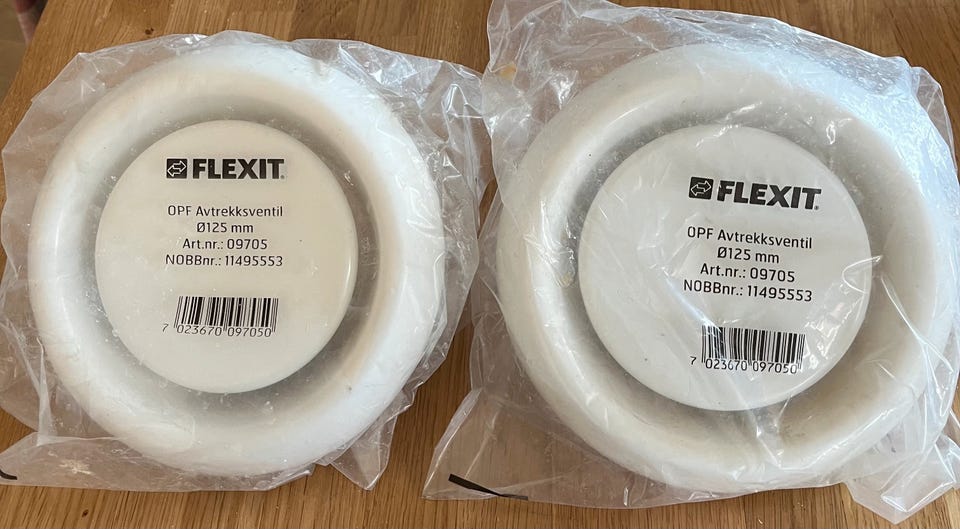 FLEXIT
OPF Avtrekksventil
Ø125 mm
Art.nr.: 09705
NOBBnr.: 11495553
7 023670 097050
FLEXIT
OPF Avtrekksventil
Ø125 mm
Art.nr.: 09705
NOBBnr.: 11495553
7 023670 097050